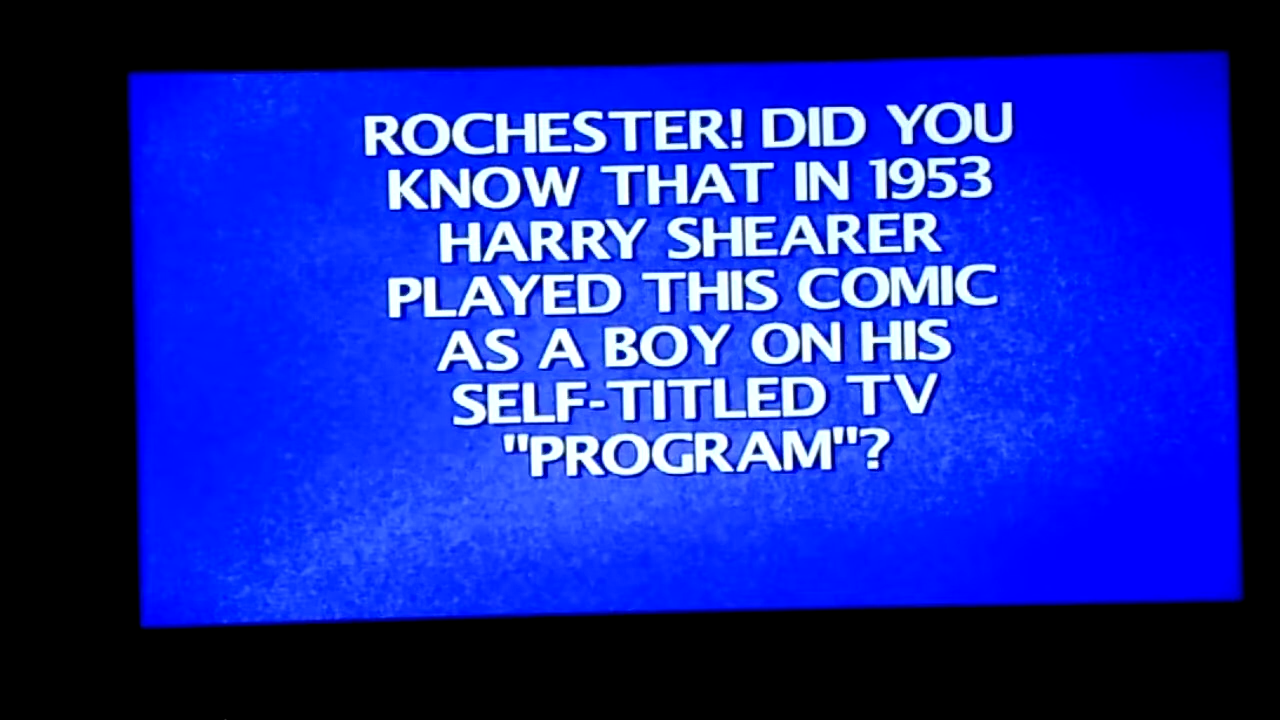 ROCHESTER! DID YOU
KNOW THAT IN 1953
HARRY SHEARER
PLAYED THIS COMIC
AS A BOY ON HIS
SELF-TITLED TV
"PROGRAM"?